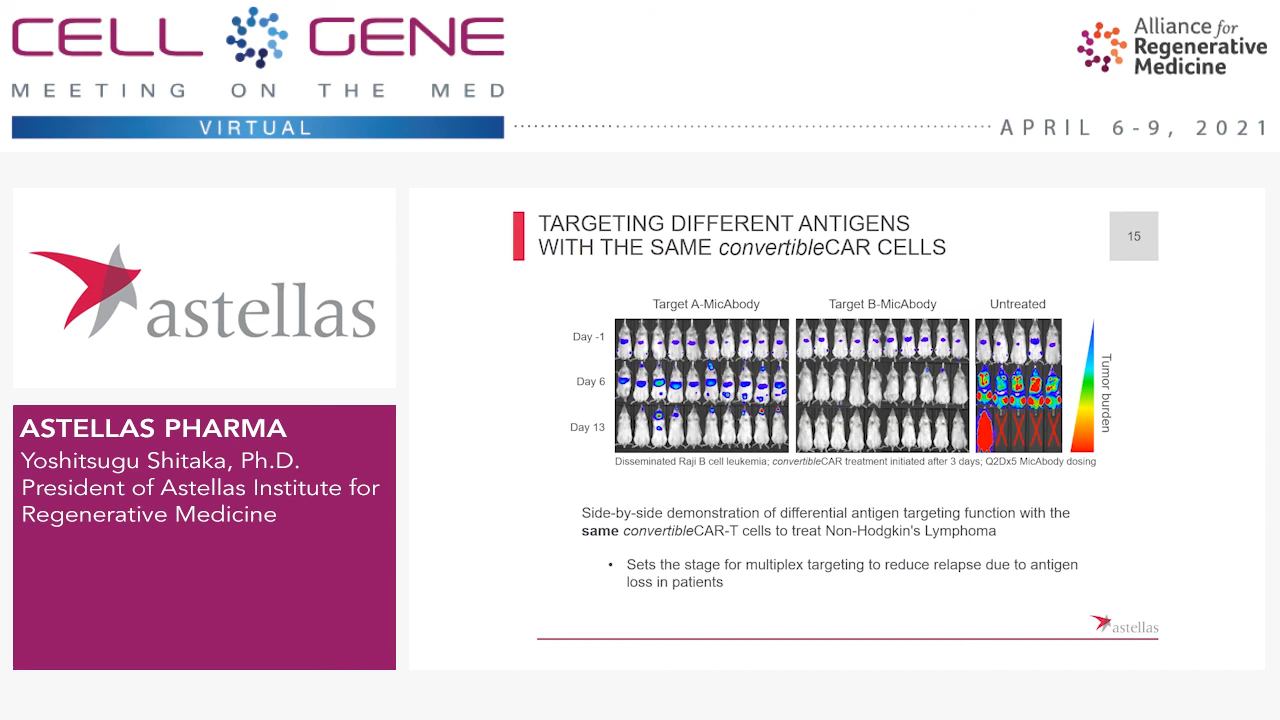 CELL GENE
MEETING ON THE MED
VIRTUAL
Alliance for
Regenerative
Medicine
APRIL 6-9, 2021
astellas
ASTELLAS PHARMA
Yoshitsugu Shitaka, Ph.D.
President of Astellas Institute for
Regenerative Medicine
TARGETING DIFFERENT ANTIGENS
WITH THE SAME convertibleCAR CELLS
15
Target A-MicAbody
Target B-MicAbody
Untreated
Day -1
Day 6
Day 13
Tumor burden
Disseminated Raji B cell leukemia; convertibleCAR treatment initiated after 3 days; Q2Dx5 MicAbody dosing
Side-by-side demonstration of differential antigen targeting function with the
same convertibleCAR-T cells to treat Non-Hodgkin's Lymphoma
• Sets the stage for multiplex targeting to reduce relapse due to antigen
loss in patients
astellas